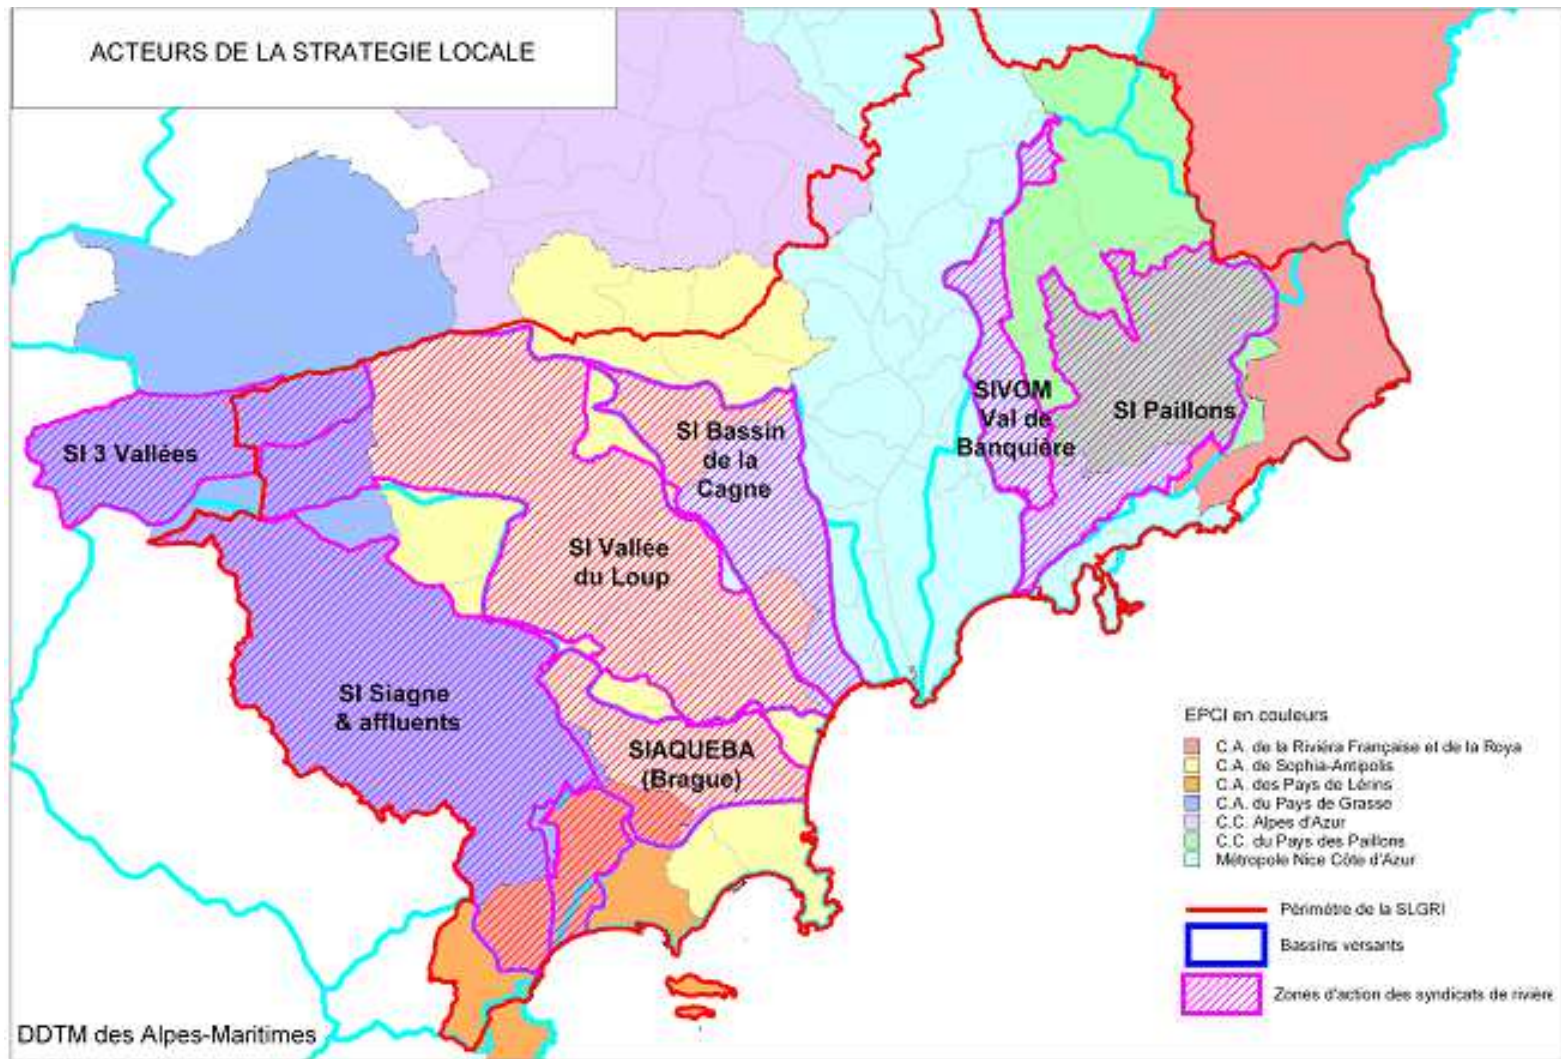 ACTEURS DE LA STRATEGIE LOCALE
SI 3 Vallées
SI Bassin
de la
Cagne
SIVOM
Val de
Banquière
SI Paillons
SI Vallée
du Loup
SI Siagne
& affluents
SIAQUEBA
(Brague)
EPCI en couleurs
C.A. de la Riviéra Française et de la Roya
C.A. de Sophia-Antipolis
C.A. des Pays de Lérins
C.A. du Pays de Grasse
C.C. Alpes d'Azur
C.C. du Pays des Paillons
Métropole Nice Côte d'Azur
Périmétre de la SLGRI
Bassins versants
Zones d'action des syndicats de rivière
DDTM des Alpes-Maritimes